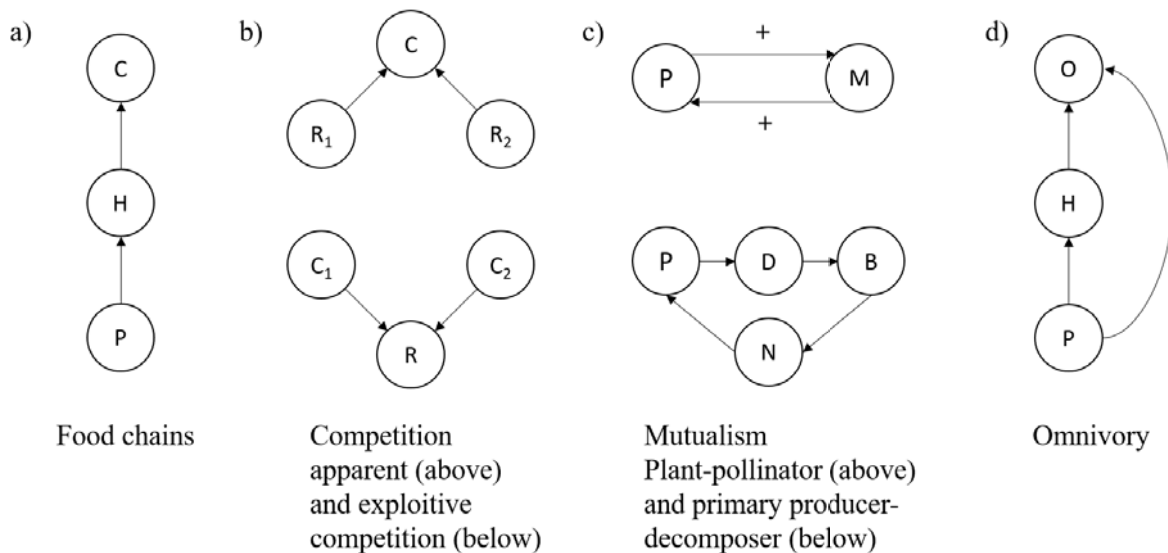 a)
C
H
P
Food chains
b)
C
R₁
R₂
C₁
C₂
R
Competition
apparent (above)
and exploitive
competition (below)
c)
+
P
M
+
P
D
B
N
Mutualism
Plant-pollinator (above)
and primary producer-
decomposer (below)
d)
O
H
P
Omnivory